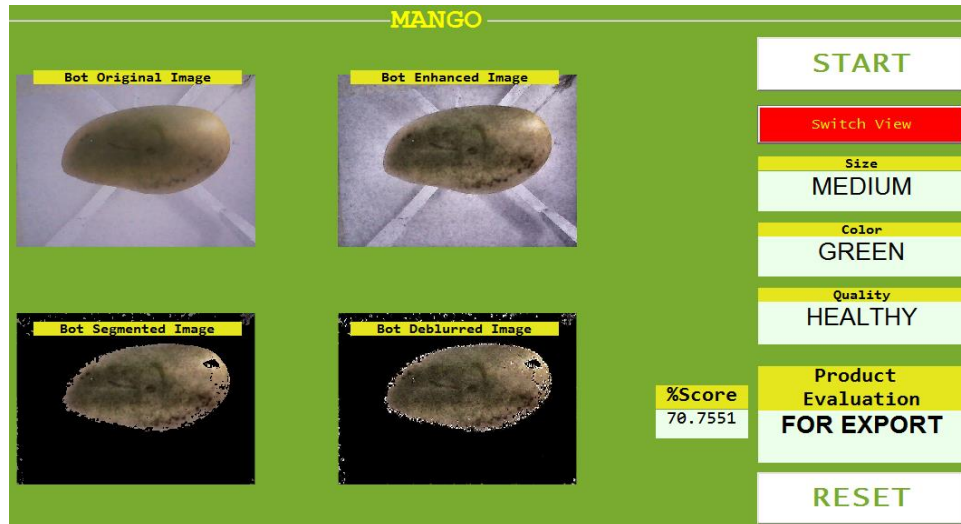 MANGO
Bot Original Image
Bot Enhanced Image
START
Switch View
Size
MEDIUM
Color
GREEN
Quality
HEALTHY
Bot Segmented Image
Bot Deblurred Image
%Score
70.7551
Product
Evaluation
FOR EXPORT
RESET